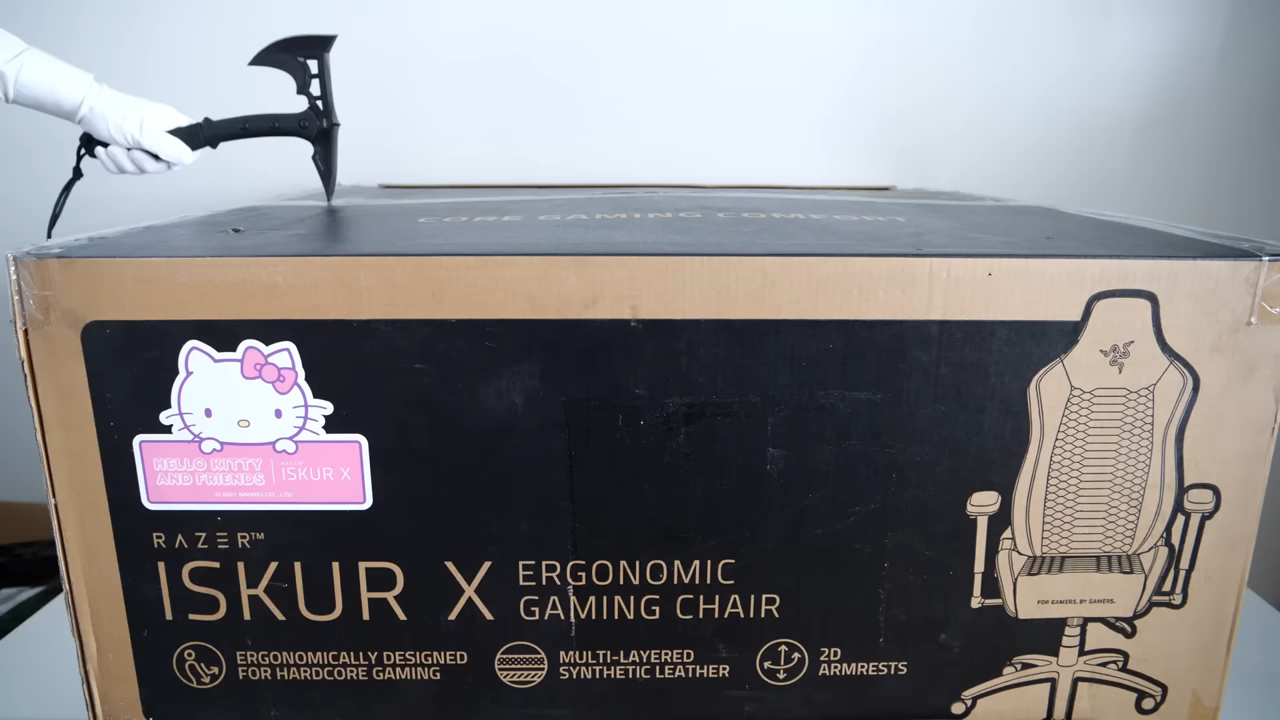 CORE GAMING COMFORT
HELLO KITTY
AND FRIENDS
RAZER™
ISKUR X
RAZER™
ISKUR X
ERGONOMIC
GAMING CHAIR
ERGONOMICALLY DESIGNED
FOR HARDCORE GAMING
MULTI-LAYERED
SYNTHETIC LEATHER
2D
ARMRESTS
FOR GAMERS. BY GAMERS.